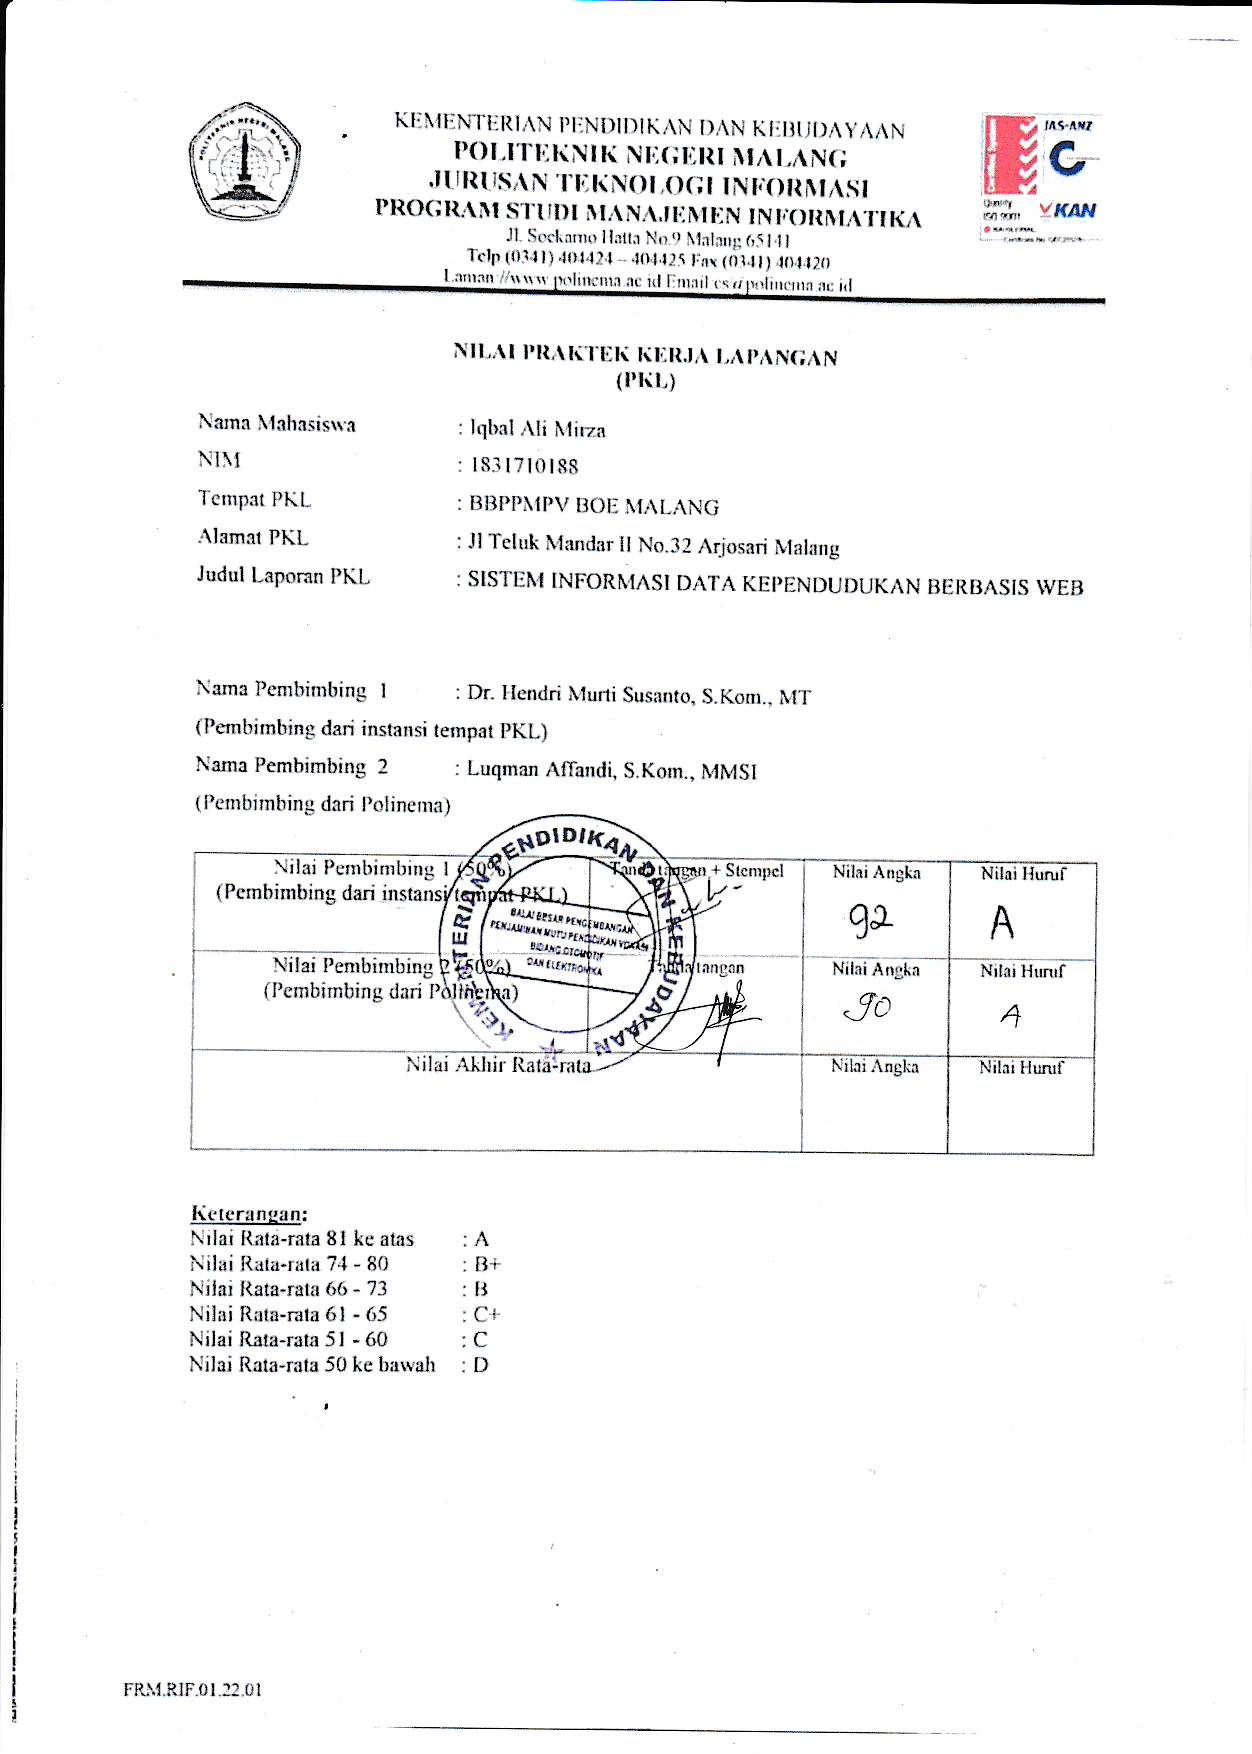 POLITEKNIK NEGERI MALANG
KEMENTERIAN PENDIDIKAN DAN KEBUDAYAAN
POLITEKNIK NEGERI MALANG
JURUSAN TEKNOLOGI INFORMASI
PROGRAM STUDI MANAJEMEN INFORMATIKA
Jl. Soekarno Hatta No.9 Malang 65141
Telp (0341) 404424 – 404425 Fax (0341) 404420
Laman://www.polinema.ac.id Email cs@polinema.ac.id
JAS-ANZ
Quality
ISO 9001
KAN
NILAI PRAKTEK KERJA LAPANGAN
(PKL)
Nama Mahasiswa : Iqbal Ali Mirza
NIM : 1831710188
Tempat PKL : BBPPMPV BOE MALANG
Alamat PKL : Jl Teluk Mandar II No.32 Arjosari Malang
Judul Laporan PKL : SISTEM INFORMASI DATA KEPENDUDUKAN BERBASIS WEB
Nama Pembimbing 1 : Dr. Hendri Murti Susanto, S.Kom., MT
(Pembimbing dari instansi tempat PKL)
Nama Pembimbing 2 : Luqman Affandi, S.Kom., MMSI
(Pembimbing dari Polinema)
Nilai Pembimbing 1 (50%) Tanda tangan + Stempel Nilai Angka Nilai Huruf
(Pembimbing dari instansi tempat PKL) 92 A
Nilai Pembimbing 2 (50%) Tanda tangan Nilai Angka Nilai Huruf
(Pembimbing dari Polinema) 90 A
KEMENTERIAN PENDIDIKAN DAN KEBUDAYAAN
BALAI BESAR PENGEMBANGAN
PENJAMINAN MUTU PENDIDIKAN VOKASI
BIDANG OTOMOTIF
DAN ELEKTRONIKA
Nilai Akhir Rata-rata Nilai Angka Nilai Huruf
Keterangan:
Nilai Rata-rata 81 ke atas : A
Nilai Rata-rata 74 - 80 : B+
Nilai Rata-rata 66 - 73 : B
Nilai Rata-rata 61 - 65 : C+
Nilai Rata-rata 51 - 60 : C
Nilai Rata-rata 50 ke bawah : D
FRM.RIF.01.22.01